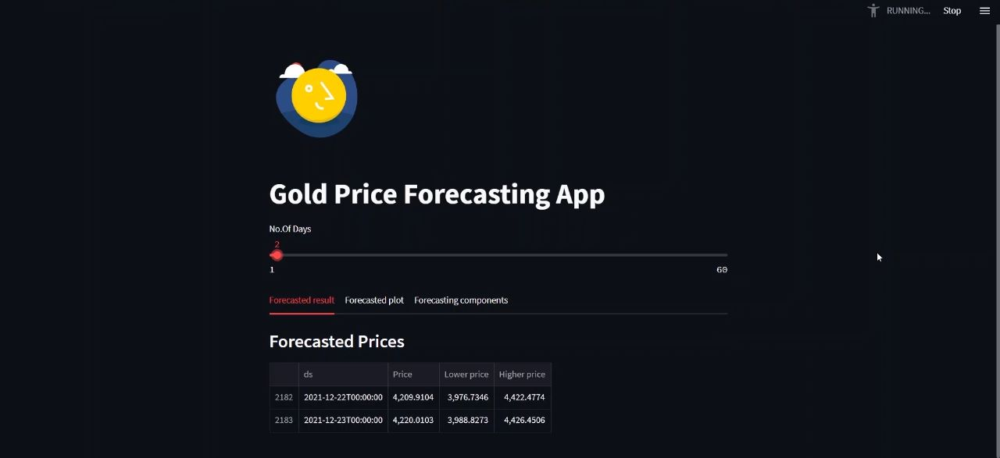 RUNNING... Stop
Gold Price Forecasting App
No.Of Days
2
1 60
Forecasted result Forecasted plot Forecasting components
Forecasted Prices
ds Price Lower price Higher price
2182 2021-12-22T00:00:00 4,209.9104 3,976.7346 4,422.4774
2183 2021-12-23T00:00:00 4,220.0103 3,988.8273 4,426.4506